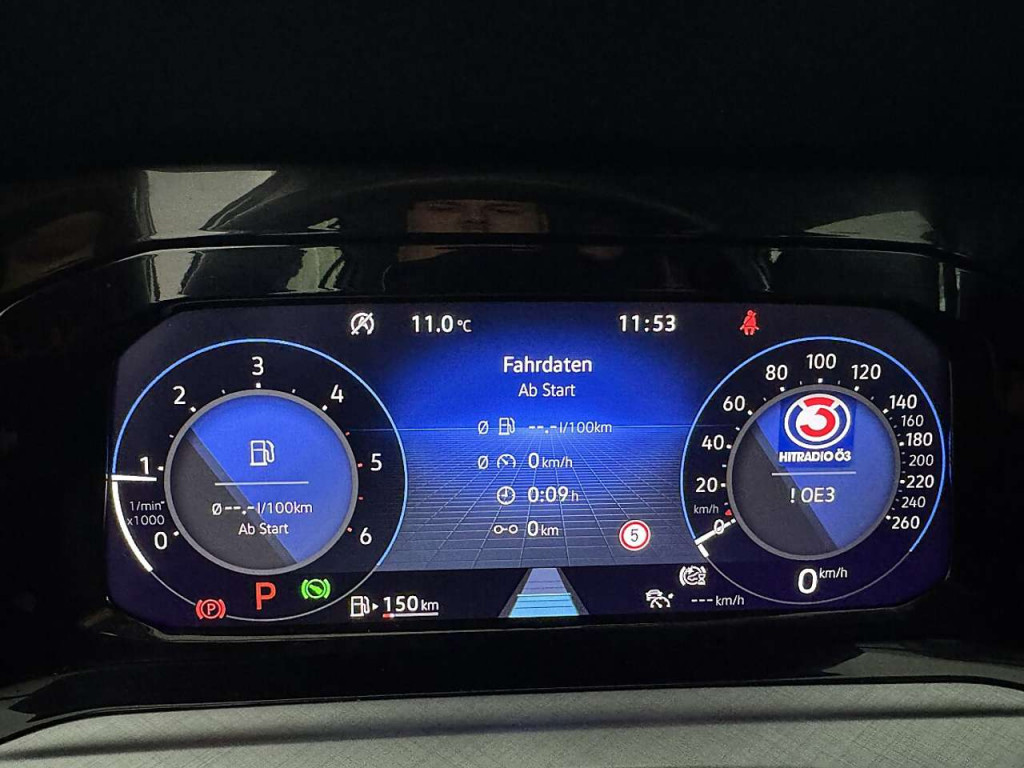 11.0 °C
11:53
Fahrdaten
Ab Start
Ø --.- l/100km
Ø 0 km/h
0:09 h
0 km
5
0
1
2
3
4
5
6
1/min
x1000
Ø --.- l/100km
Ab Start
P
(P)
150 km
0
20
40
60
80
100
120
140
160
180
200
220
240
260
km/h
3
HITRADIO Ö3
! OE3
0 km/h
--- km/h